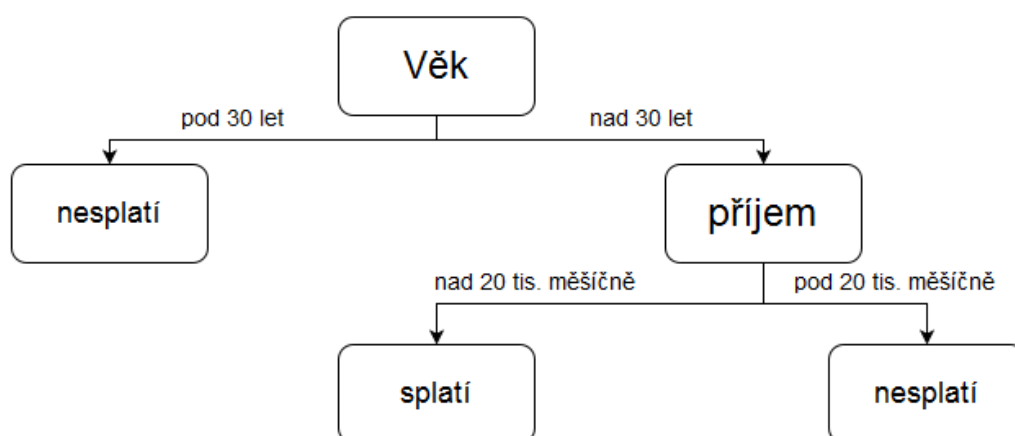 Věk
pod 30 let
nad 30 let
nesplatí
příjem
nad 20 tis. měšíčně
pod 20 tis. měšíčně
splatí
nesplatí